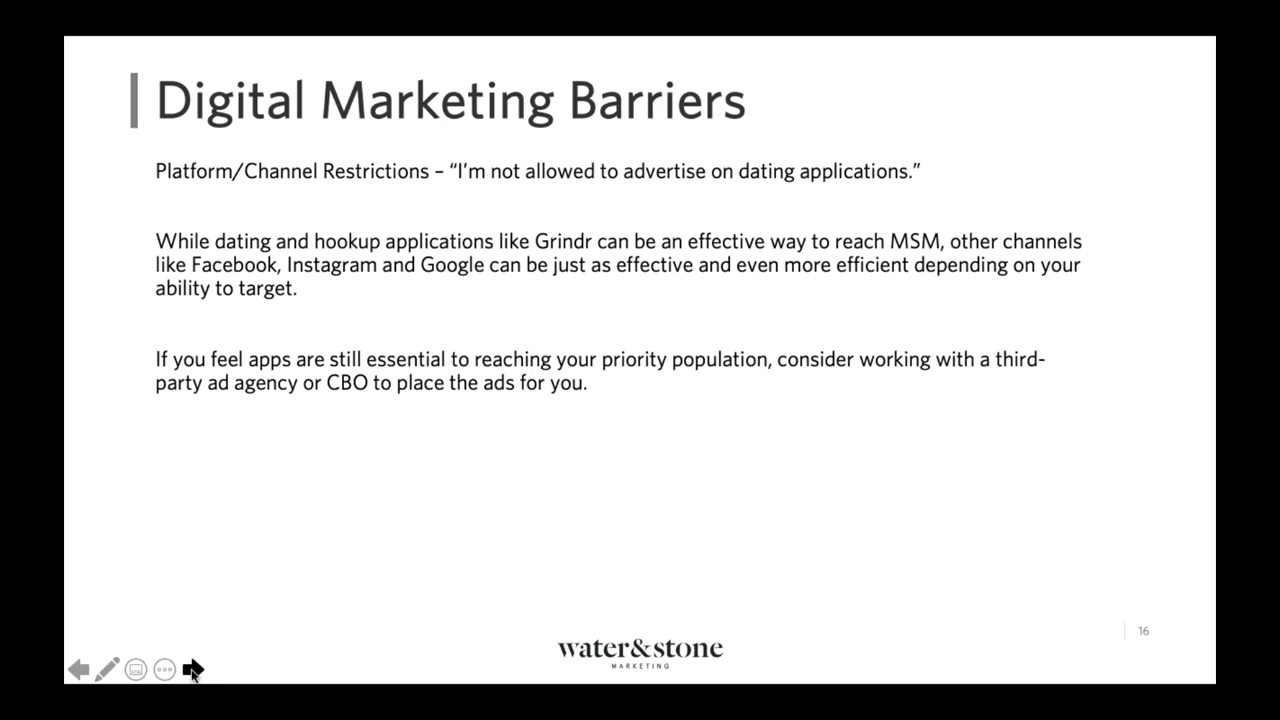 Digital Marketing Barriers
Platform/Channel Restrictions – “I’m not allowed to advertise on dating applications.”
While dating and hookup applications like Grindr can be an effective way to reach MSM, other channels
like Facebook, Instagram and Google can be just as effective and even more efficient depending on your
ability to target.
If you feel apps are still essential to reaching your priority population, consider working with a third-
party ad agency or CBO to place the ads for you.
16
water&stone
MARKETING